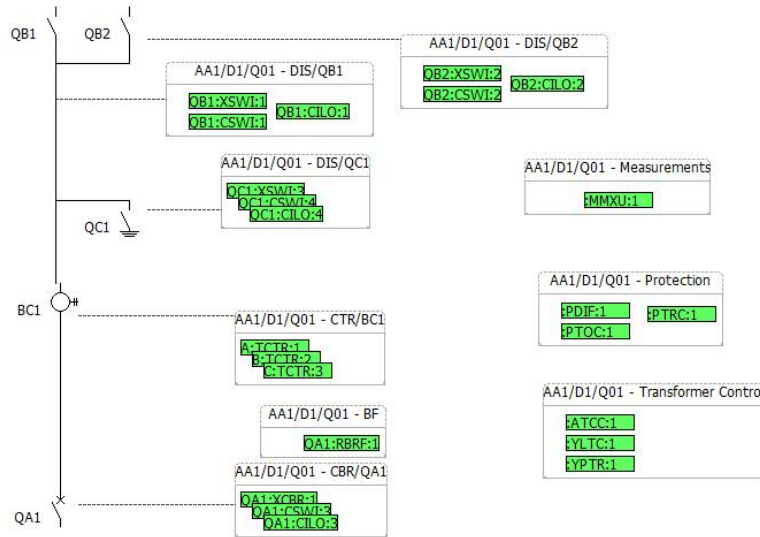 QB1
QB2
AA1/D1/Q01 - DIS/QB2
QB2:XSWI:2
QB2:CSWI:2
QB2:CILO:2
AA1/D1/Q01 - DIS/QB1
QB1:XSWI:1
QB1:CSWI:1
QB1:CILO:1
AA1/D1/Q01 - DIS/QC1
QC1:XSWI:3
QC1:CSWI:4
QC1:CILO:4
AA1/D1/Q01 - Measurements
:MMXU:1
QC1
BC1
AA1/D1/Q01 - CTR/BC1
A:TCTR:1
B:TCTR:2
C:TCTR:3
AA1/D1/Q01 - Protection
:PDIF:1
:PTOC:1
:PTRC:1
AA1/D1/Q01 - BF
QA1:RBRF:1
AA1/D1/Q01 - Transformer Contro
:ATCC:1
:YLTC:1
:YPTR:1
AA1/D1/Q01 - CBR/QA1
QA1:XCBR:1
QA1:CSWI:3
QA1:CILO:3
QA1